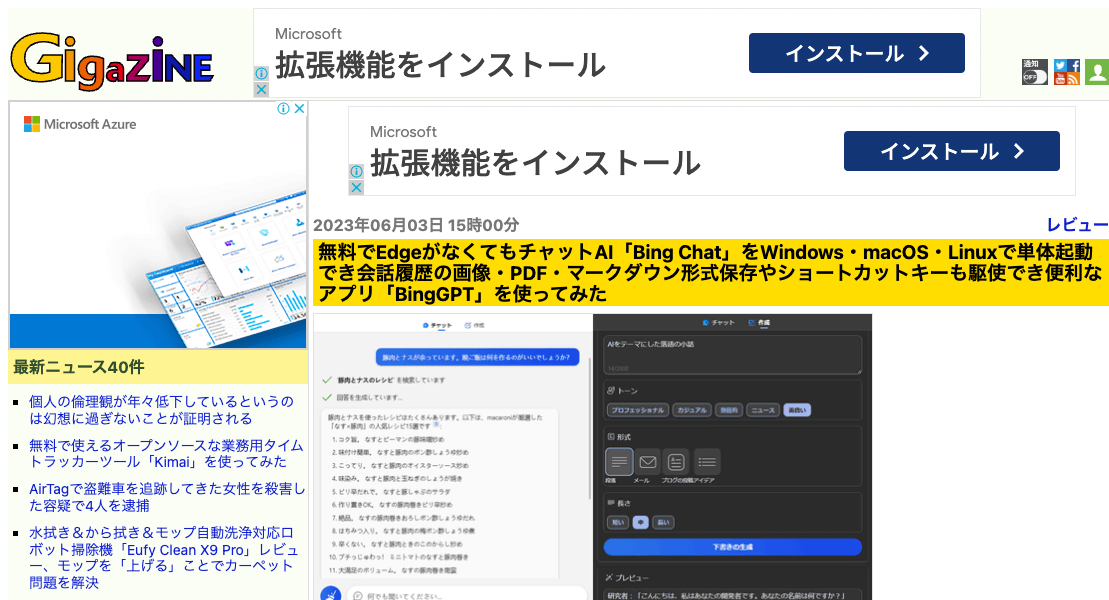 GigaZiNE
Microsoft
拡張機能をインストール
インストール
通知
OFF
Microsoft Azure
Microsoft
拡張機能をインストール
インストール
2023年06月03日 15時00分
レビュー
無料でEdgeがなくてもチャットAI「Bing Chat」をWindows・macOS・Linuxで単体起動
でき会話履歴の画像・PDF・マークダウン形式保存やショートカットキーも駆使でき便利な
アプリ「BingGPT」を使ってみた
最新ニュース40件
個人の倫理観が年々低下しているというの
は幻想に過ぎないことが証明される
無料で使えるオープンソースな業務用タイム
トラッカーツール「Kimai」を使ってみた
AirTagで盗難車を追跡してきた女性を殺害し
た容疑で4人を逮捕
水拭き＆から拭き＆モップ自動洗浄対応ロ
ボット掃除機「Eufy Clean X9 Pro」レビュ
ー、モップを「上げる」ことでカーペット
問題を解決
チャット
作成
豚肉とナスが余っています。晩ご飯は何を作るのがいいでしょうか?
豚肉とナスのレシピ を検索しています
回答を生成しています...
豚肉とナスを使ったレシピはたくさんあります。以下は、macaroniが厳選した
「なす×豚肉」の人気レシピ15選です
1. コク旨。 なすとピーマンの豚味噌炒め
2. 味付け簡単。 なすと豚肉のポン酢しょうゆ炒め
3. こってり。 なすと豚肉のオイスターソース炒め
4. 味染み。 なすと豚肉と玉ねぎのしょうが焼き
5. ピリ辛だれで。 なすと豚しゃぶのサラダ
6. 作り置きOK。 なすの豚肉巻きピリ辛炒め
7. 絶品。 なすの豚肉巻きおろしポン酢しょうゆだれ
8. はちみつ入り。 なすと豚肉の梅ポン酢しょうゆ煮
9. 辛くない。 なすと豚肉ときのこのからし炒め
10. プチっじゅわっ! ミニトマトのなすと豚肉巻き
11. 大満足のボリューム。 なすの豚肉巻き南蛮
何でも聞いてください...
チャット
作成
AIをテーマにした落語の小話
14/2000
トーン
プロフェッショナル
カジュアル
熱狂的
ニュース
面白い
形式
段落
メール
ブログの投稿
アイデア
長さ
短い
中
長い
下書きの生成
プレビュー
研究者：「こんにちは、私はあなたの開発者です。あなたの名前は何ですか？」